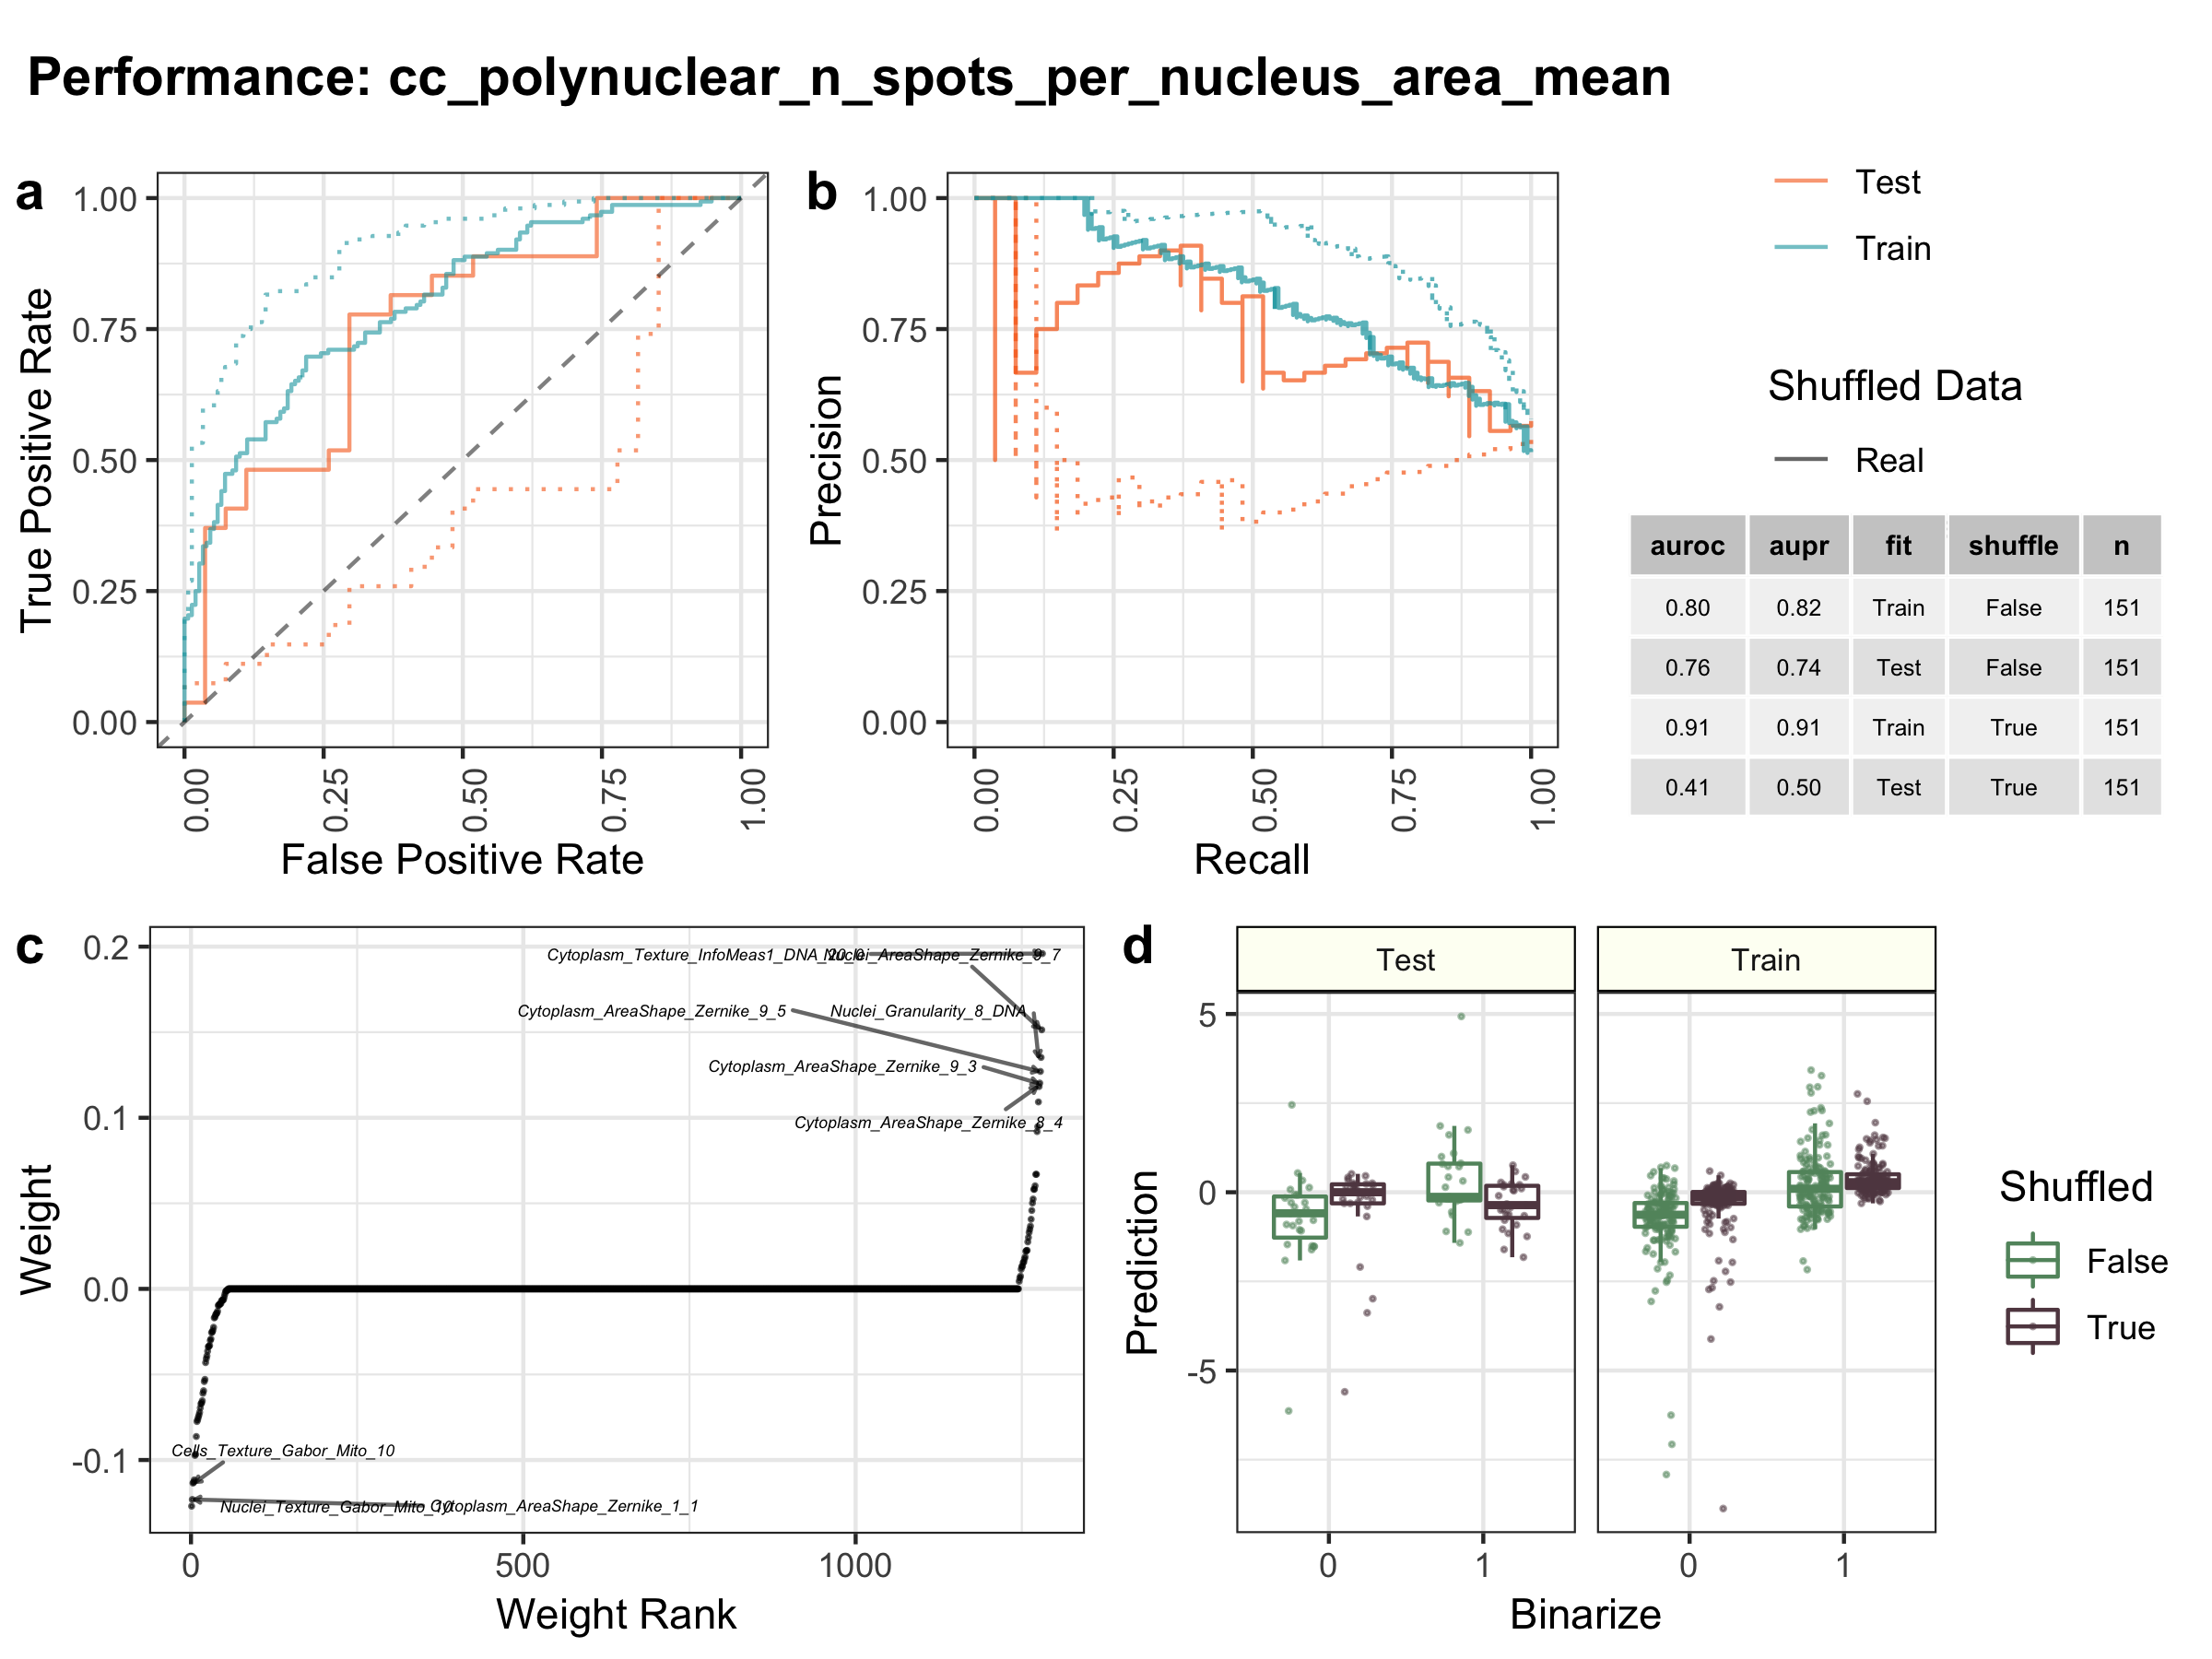 Performance: cc_polynuclear_n_spots_per_nucleus_area_mean
a
1.00
0.75
0.50
0.25
0.00
True Positive Rate
0.00
0.25
0.50
0.75
1.00
False Positive Rate
b
1.00
0.75
0.50
0.25
0.00
Precision
0.00
0.25
0.50
0.75
1.00
Recall
Test
Train
Shuffled Data
Real
auroc aupr fit shuffle n
0.80 0.82 Train False 151
0.76 0.74 Test False 151
0.91 0.91 Train True 151
0.41 0.50 Test True 151
c
0.2
0.1
0.0
-0.1
Weight
Cytoplasm_Texture_InfoMeas1_DNA_20_0
Nuclei_AreaShape_Zernike_9_7
Cytoplasm_AreaShape_Zernike_9_5
Nuclei_Granularity_8_DNA
Cytoplasm_AreaShape_Zernike_9_3
Cytoplasm_AreaShape_Zernike_8_4
Cells_Texture_Gabor_Mito_10
Nuclei_Texture_Gabor_Mito_10
Cytoplasm_AreaShape_Zernike_1_1
0
500
1000
Weight Rank
d
Test
Train
5
0
-5
Prediction
0
1
0
1
Binarize
Shuffled
False
True